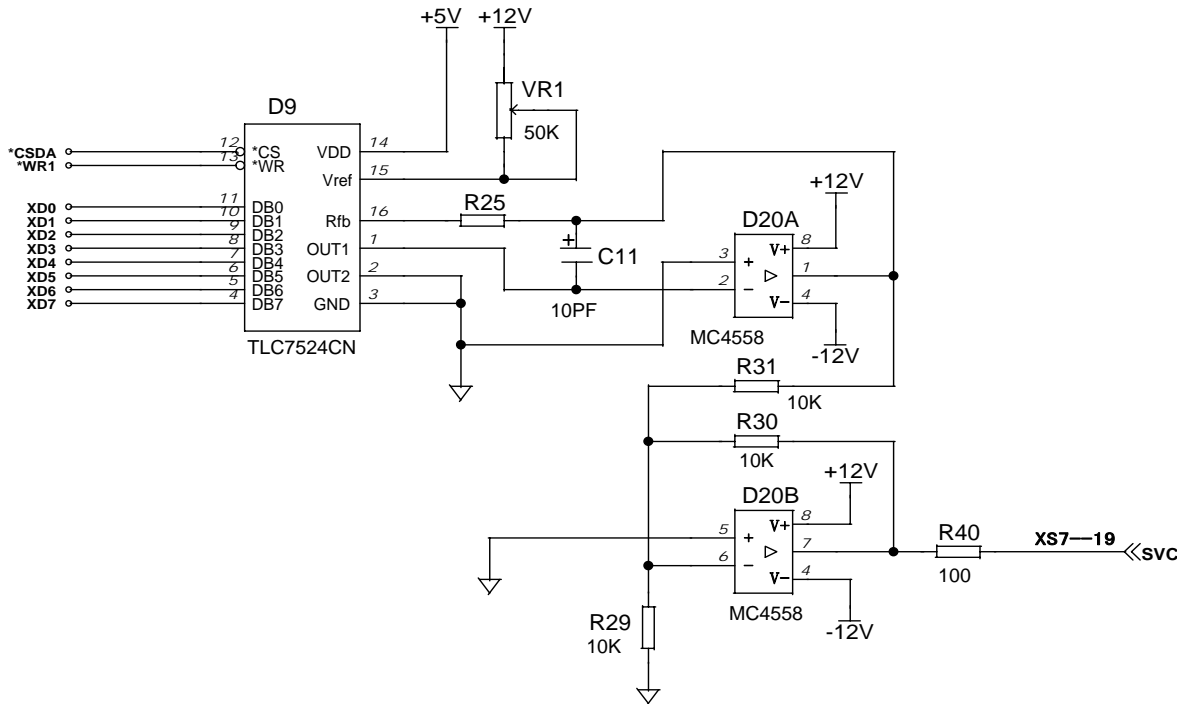 +5V +12V
VR1
50K
D9
*CSDA 12 *CS VDD 14
*WR1 13 *WR Vref 15
XD0 11 DB0 Rfb 16 R25
XD1 10 DB1
XD2 9 DB2 OUT1 1
XD3 8 DB3
XD4 7 DB4 OUT2 2
XD5 6 DB5
XD6 5 DB6 GND 3
XD7 4 DB7
TLC7524CN
+ C11
10PF
+12V
D20A
3 + V+ 8
1
2 − V- 4
MC4558
-12V
R31
10K
R30
10K
+12V
D20B
5 + V+ 8
7
6 − V- 4
MC4558
-12V
R29
10K
R40
100
XS7--19
SVC